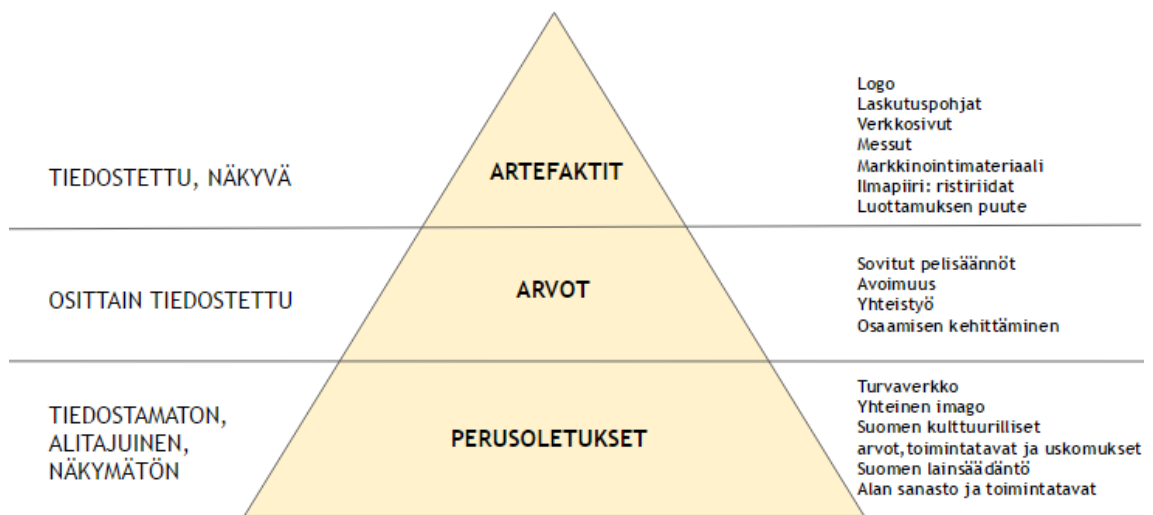 TIEDOSTETTU, NÄKYVÄ
ARTEFAKTIT
Logo
Laskutuspohjat
Verkkosivut
Messut
Markkinointimateriaali
Ilmapiiri: ristiriidat
Luottamuksen puute
OSITTAIN TIEDOSTETTU
ARVOT
Sovitut pelisäännöt
Avoimuus
Yhteistyö
Osaamisen kehittäminen
TIEDOSTAMATON,
ALITAJUINEN,
NÄKYMÄTÖN
PERUSOLETUKSET
Turvaverkko
Yhteinen imago
Suomen kulttuurilliset
arvot,toimintatavat ja uskomukset
Suomen lainsäädäntö
Alan sanasto ja toimintatavat